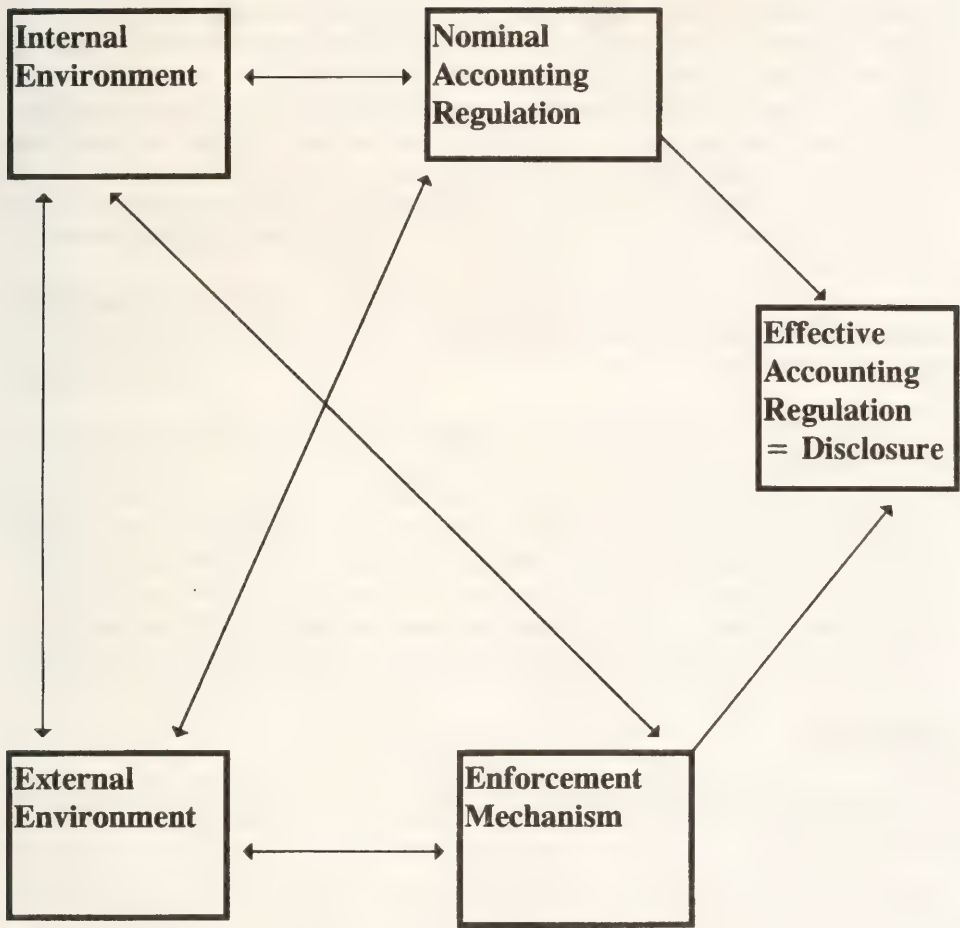 Internal
Environment
Nominal
Accounting
Regulation
Effective
Accounting
Regulation
= Disclosure
External
Environment
Enforcement
Mechanism